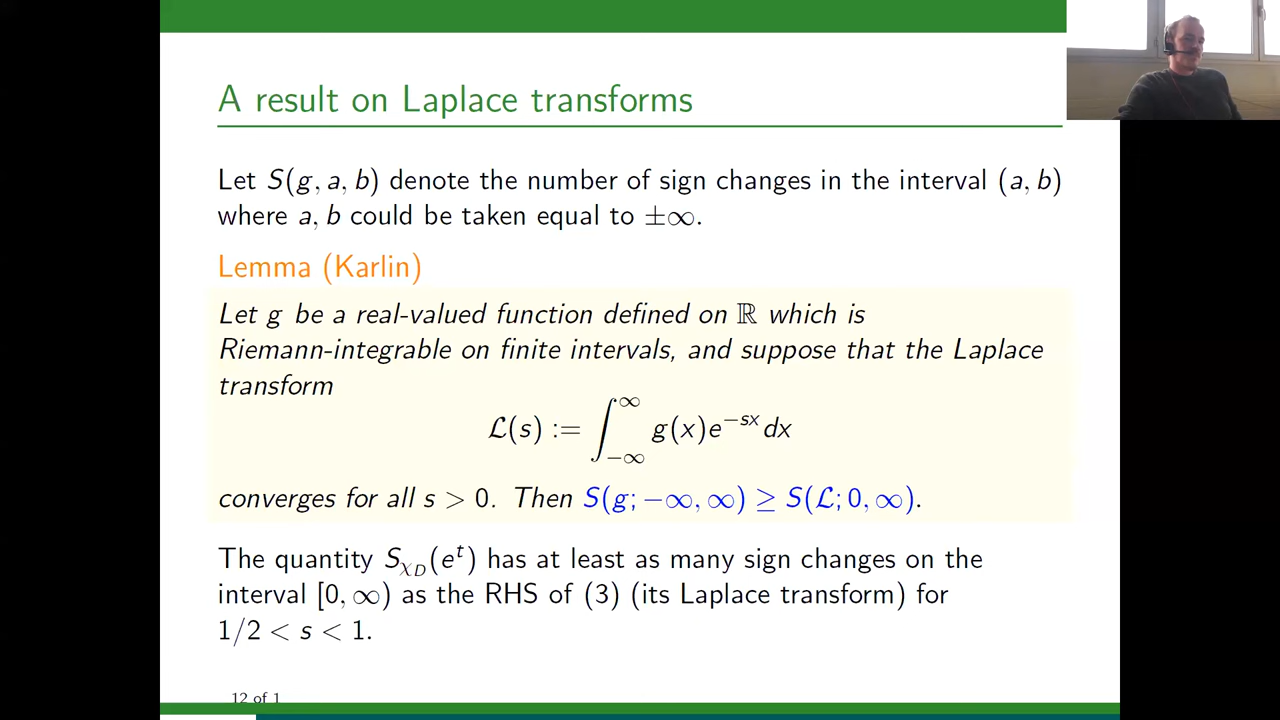 A result on Laplace transforms
Let S(g, a, b) denote the number of sign changes in the interval (a, b)
where a, b could be taken equal to ±∞.
Lemma (Karlin)
Let g be a real-valued function defined on ℝ which is
Riemann-integrable on finite intervals, and suppose that the Laplace
transform
ℒ(s) := ∫_{−∞}^{∞} g(x)e^{−sx} dx
converges for all s > 0. Then S(g; −∞, ∞) ≥ S(ℒ; 0, ∞).
The quantity S_{χ_D}(e^t) has at least as many sign changes on the
interval [0, ∞) as the RHS of (3) (its Laplace transform) for
1/2 < s < 1.
12 of 1